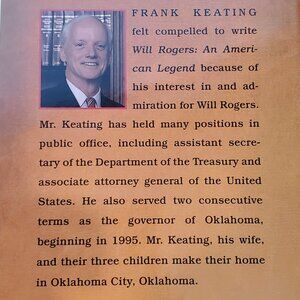 FRANK KEATING
felt compelled to write
Will Rogers: An Ameri-
can Legend because of
his interest in and ad-
miration for Will Rogers.
Mr. Keating has held many positions in
public office, including assistant secre-
tary of the Department of the Treasury and
associate attorney general of the United
States. He also served two consecutive
terms as the governor of Oklahoma,
beginning in 1995. Mr. Keating, his wife,
and their three children make their home
in Oklahoma City, Oklahoma.